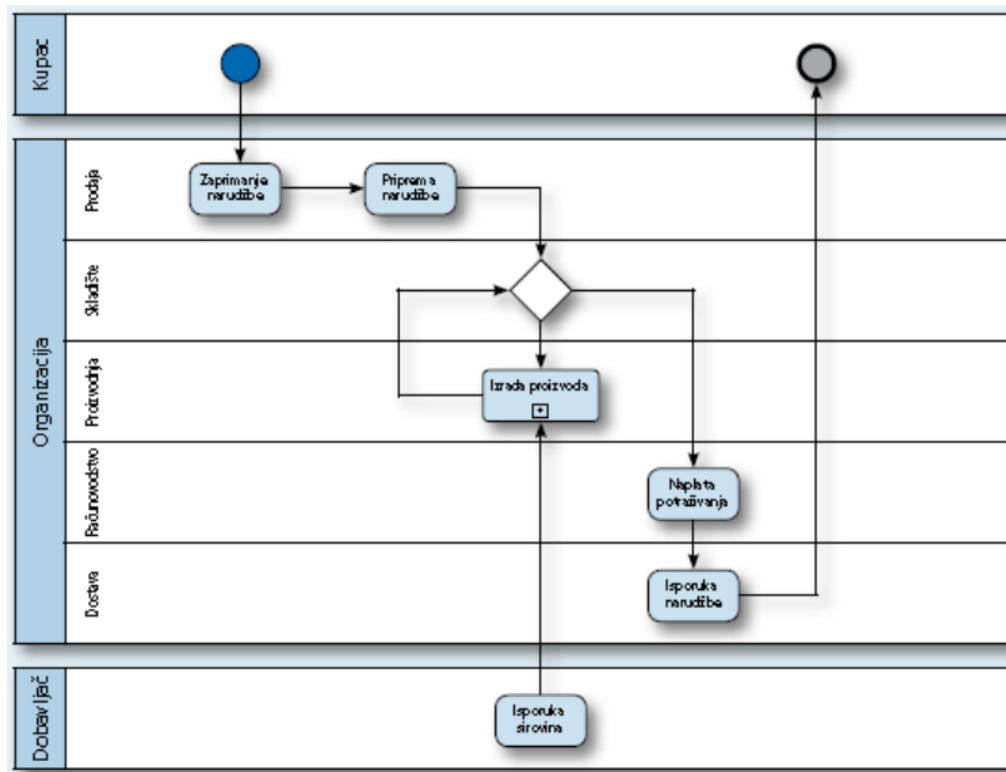 Kupac
Organizacija
Prodaja
Zaprimanje
narudžbe
Priprema
narudžbe
Skladište
Proizvodnja
Izrada proizvoda
+
Računovodstvo
Naplata
potraživanja
Dostava
Isporuka
narudžbe
Dobavljač
Isporuka
sirovina